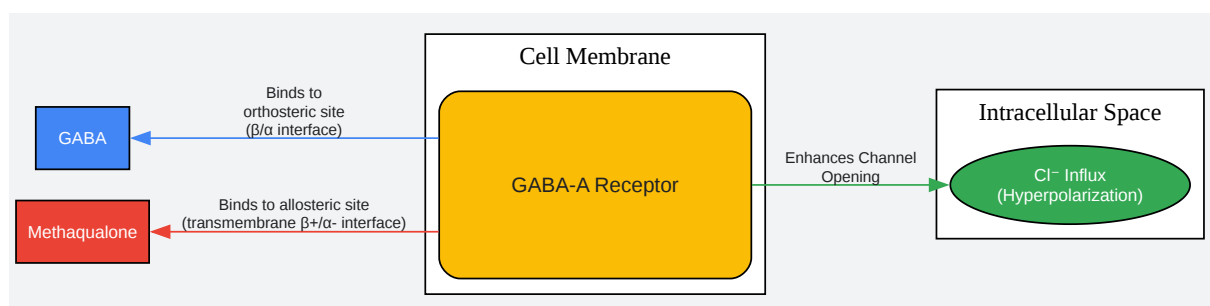 Cell Membrane
Binds to
orthosteric site
(β/α interface)
GABA
GABA-A Receptor
Binds to allosteric site
(transmembrane β+/α- interface)
Methaqualone
Enhances Channel
Opening
Intracellular Space
Cl⁻ Influx
(Hyperpolarization)